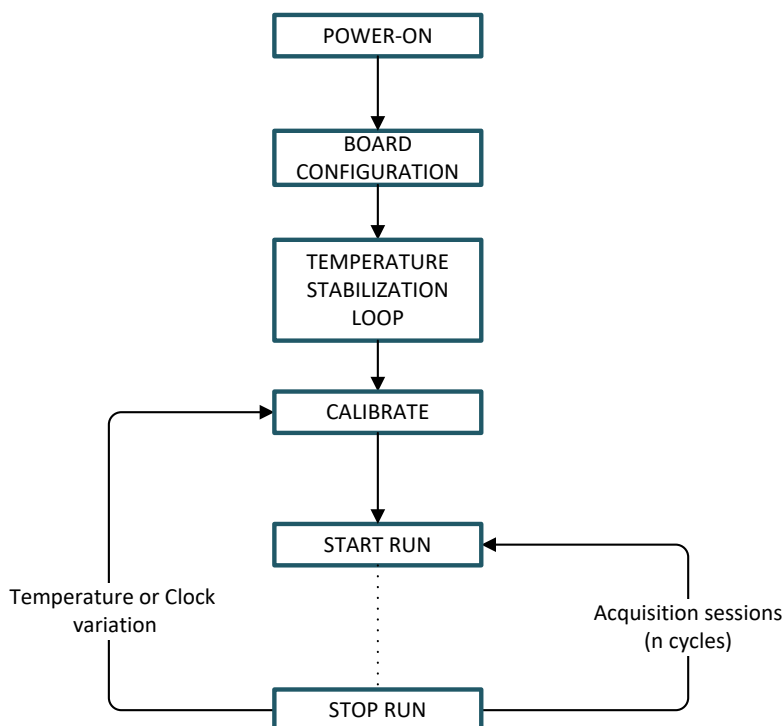 POWER-ON
BOARD
CONFIGURATION
TEMPERATURE
STABILIZATION
LOOP
CALIBRATE
START RUN
Temperature or Clock
variation
Acquisition sessions
(n cycles)
STOP RUN